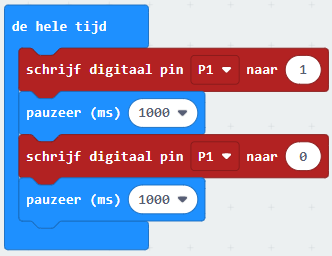 de hele tijd
schrijf digitaal pin P1 naar 1
pauzeer (ms) 1000
schrijf digitaal pin P1 naar 0
pauzeer (ms) 1000